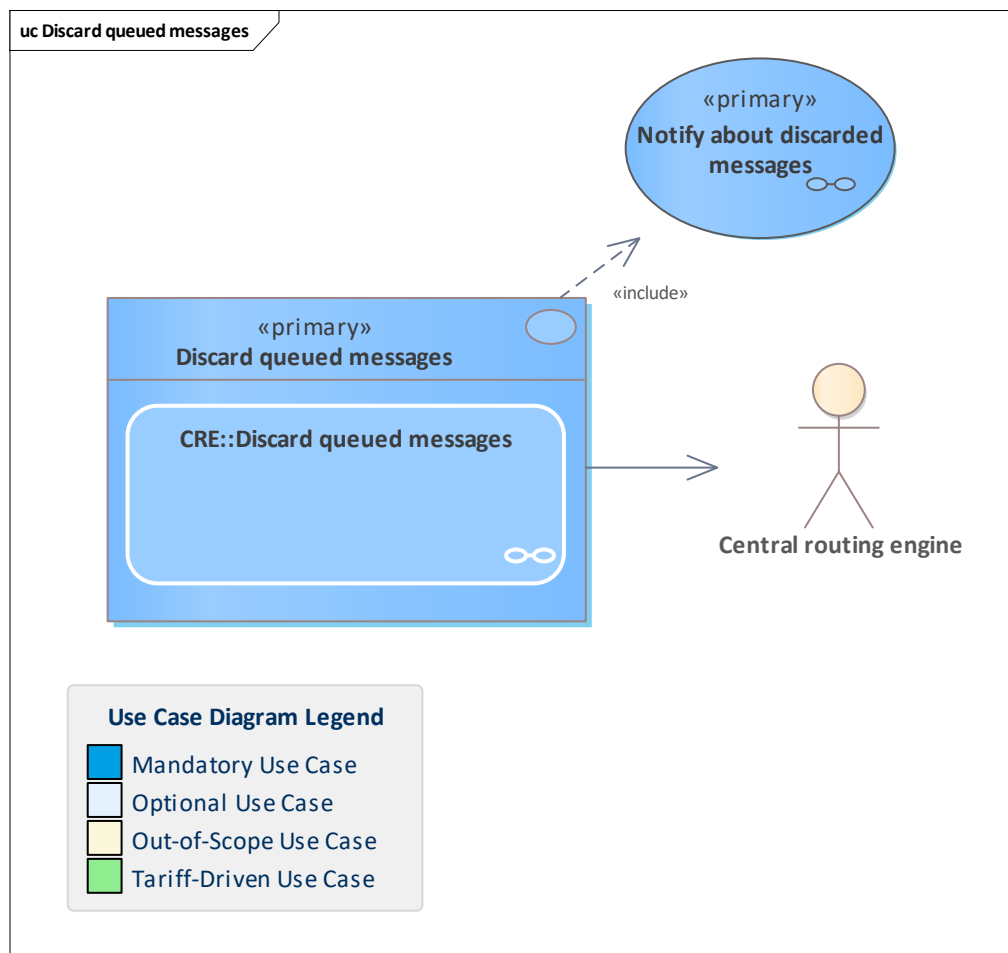 uc Discard queued messages
«primary»
Notify about discarded
messages
«include»
«primary»
Discard queued messages
CRE::Discard queued messages
Central routing engine
Use Case Diagram Legend
Mandatory Use Case
Optional Use Case
Out-of-Scope Use Case
Tariff-Driven Use Case